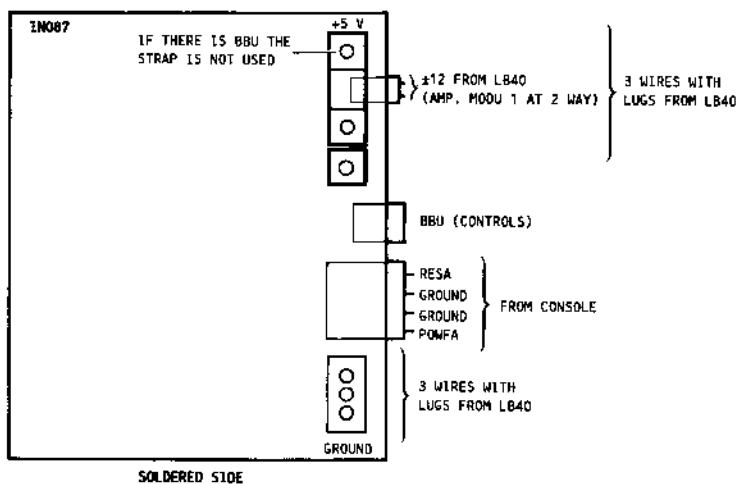 IN087
+5 V
IF THERE IS BBU THE
STRAP IS NOT USED
±12 FROM LB40
(AMP. MODU 1 AT 2 WAY)
3 WIRES WITH
LUGS FROM LB40
BBU (CONTROLS)
RESA
GROUND
GROUND
POWFA
FROM CONSOLE
3 WIRES WITH
LUGS FROM LB40
GROUND
SOLDERED SIDE